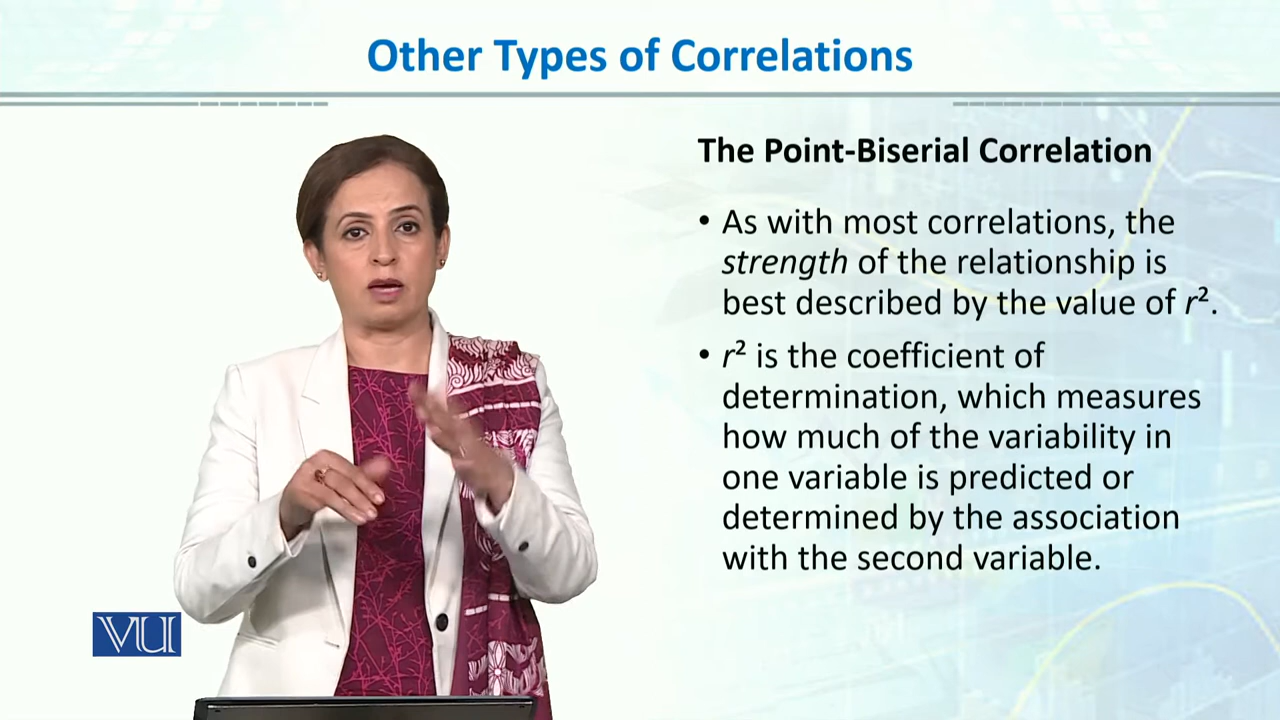 Other Types of Correlations
The Point-Biserial Correlation
• As with most correlations, the
strength of the relationship is
best described by the value of r².
• r² is the coefficient of
determination, which measures
how much of the variability in
one variable is predicted or
determined by the association
with the second variable.
VU